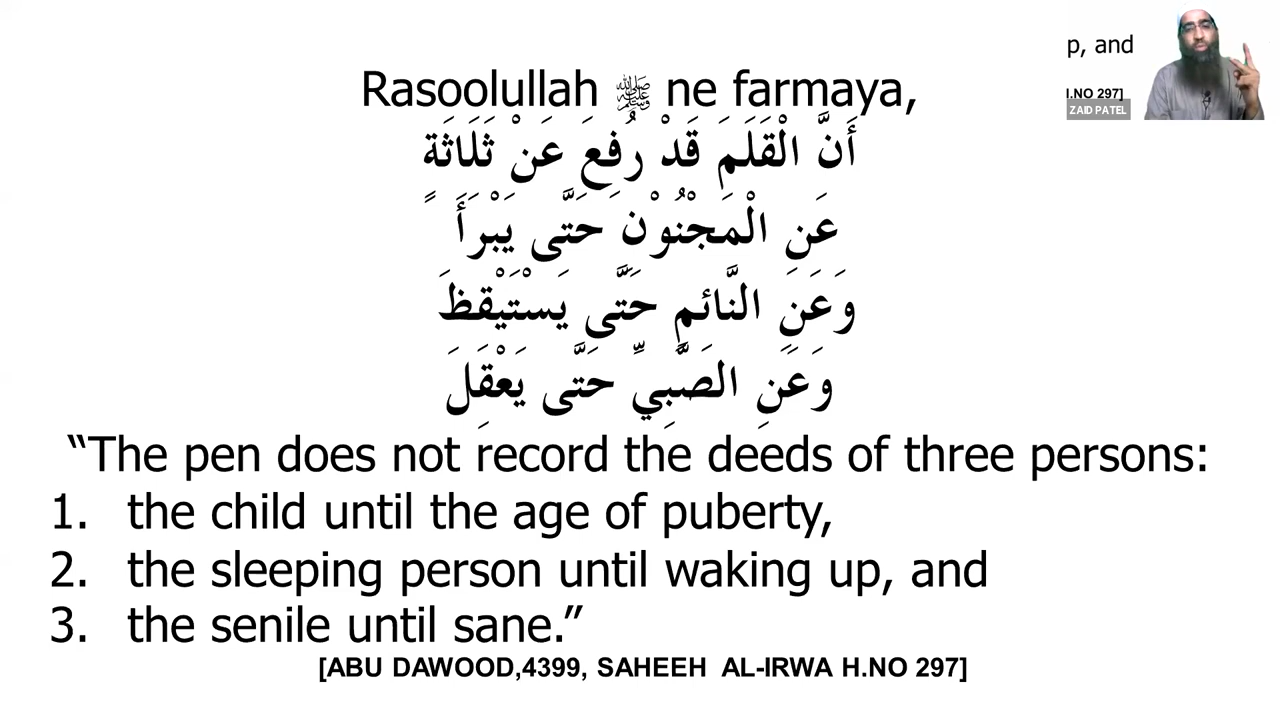 Rasoolullah ﷺ ne farmaya,
أَنَّ الْقَلَمَ قَدْ رُفِعَ عَنْ ثَلَاثَةٍ
عَنِ الْمَجْنُوْنِ حَتَّى يَبْرَأَ
وَعَنِ النَّائِمِ حَتَّى يَسْتَيْقِظَ
وَعَنِ الصَّبِيِّ حَتَّى يَعْقِلَ
“The pen does not record the deeds of three persons:
1. the child until the age of puberty,
2. the sleeping person until waking up, and
3. the senile until sane.”
[ABU DAWOOD,4399, SAHEEH AL-IRWA H.NO 297]
p, and
I.NO 297]
ZAID PATEL